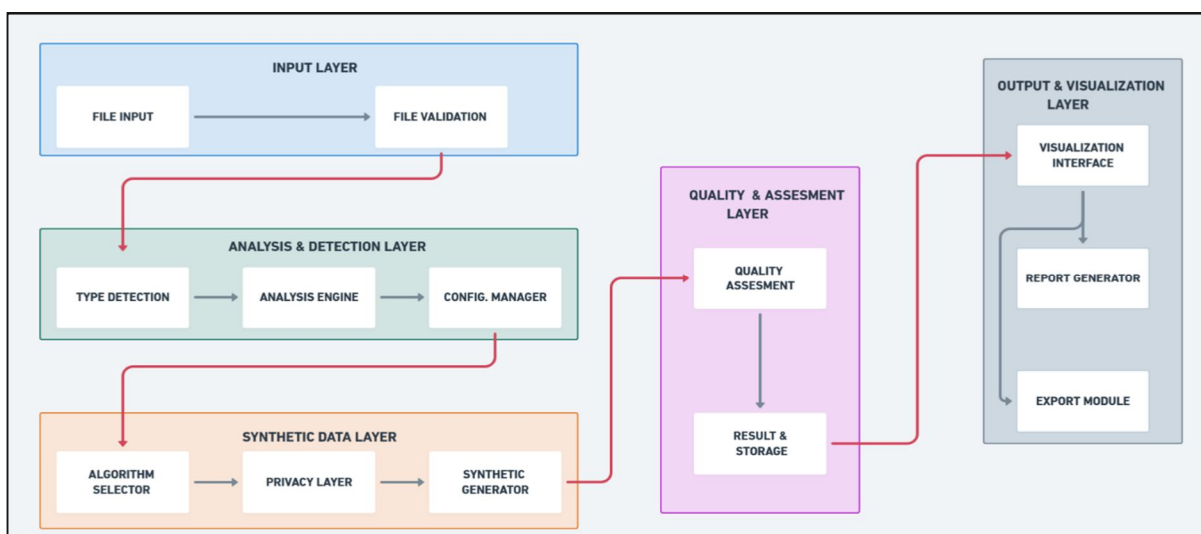 INPUT LAYER
FILE INPUT
FILE VALIDATION
ANALYSIS & DETECTION LAYER
TYPE DETECTION
ANALYSIS ENGINE
CONFIG. MANAGER
SYNTHETIC DATA LAYER
ALGORITHM
SELECTOR
PRIVACY LAYER
SYNTHETIC
GENERATOR
QUALITY & ASSESMENT
LAYER
QUALITY
ASSESMENT
RESULT &
STORAGE
OUTPUT & VISUALIZATION
LAYER
VISUALIZATION
INTERFACE
REPORT GENERATOR
EXPORT MODULE